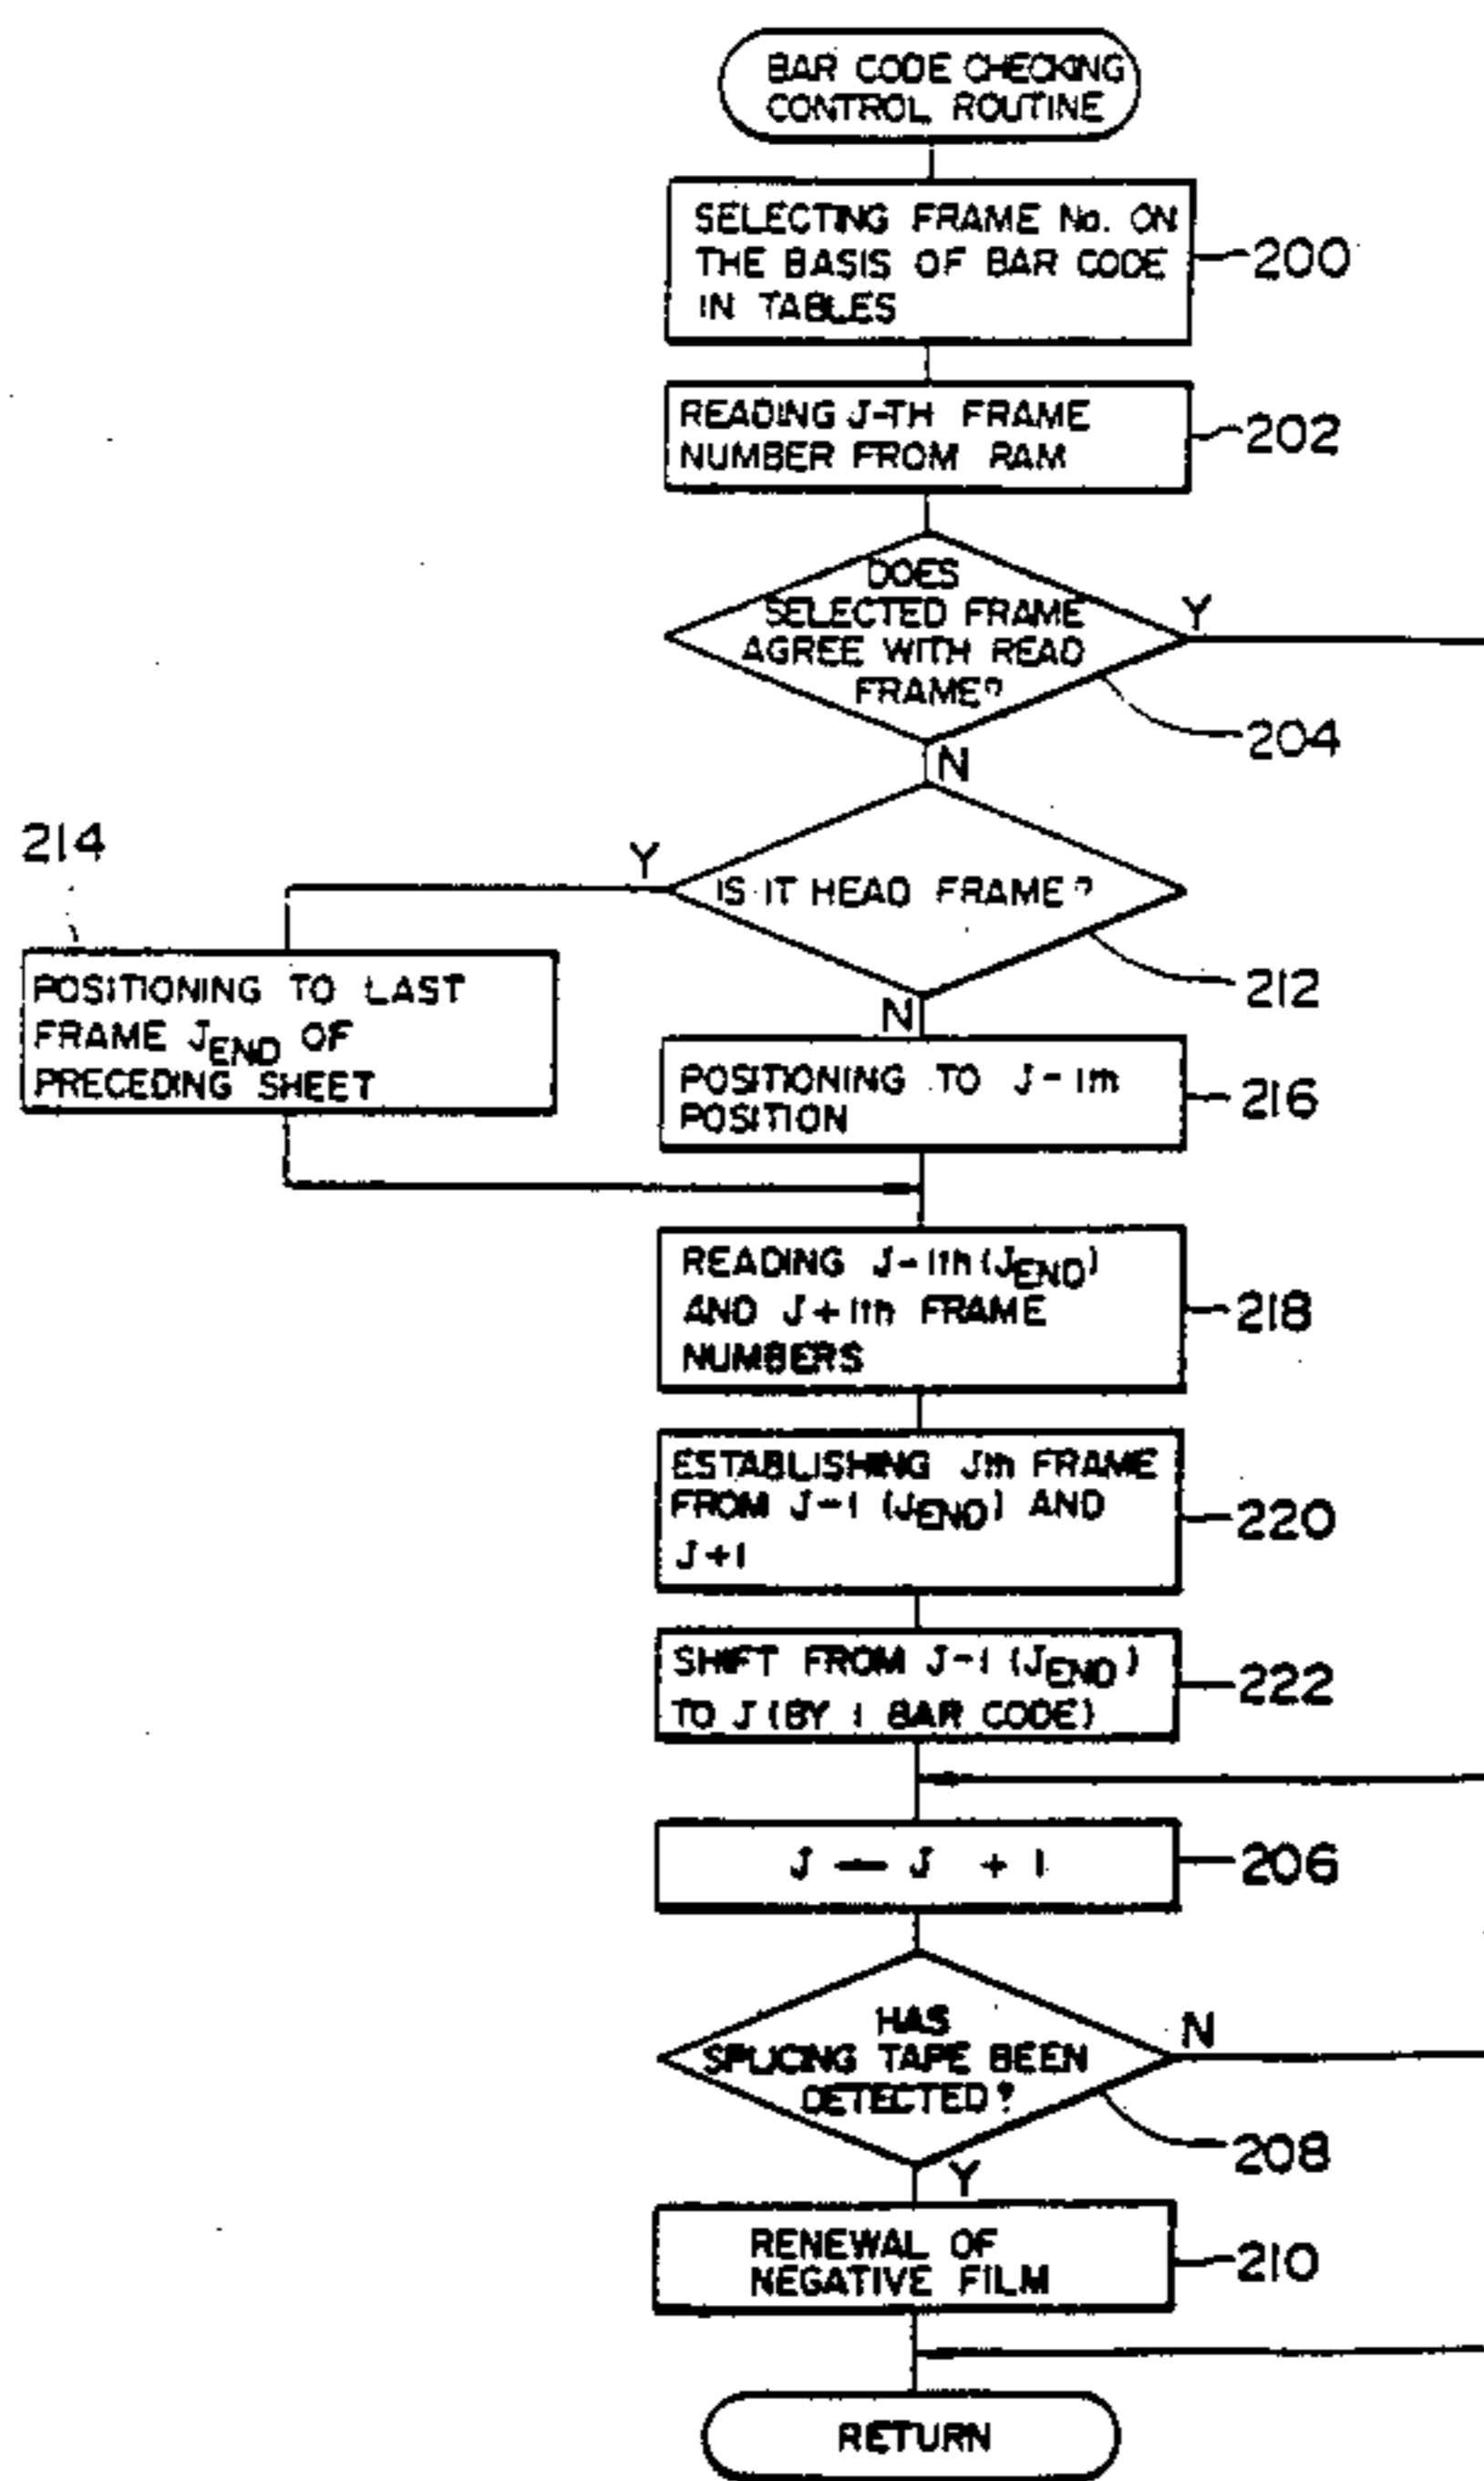 BAR CODE CHECKING
CONTROL ROUTINE
SELECTING FRAME No. ON
THE BASIS OF BAR CODE
IN TABLES
200
READING J-TH FRAME
NUMBER FROM RAM
202
DOES
SELECTED FRAME
AGREE WITH READ
FRAME?
Y
204
N
214
Y
IS IT HEAD FRAME?
212
N
POSITIONING TO LAST
FRAME JEND OF
PRECEDING SHEET
POSITIONING TO J-1th
POSITION
216
READING J-1th (JEND)
AND J+1th FRAME
NUMBERS
218
ESTABLISHING Jth FRAME
FROM J-1 (JEND) AND
J+1
220
SHIFT FROM J-1 (JEND)
TO J (BY 1 BAR CODE)
222
J — J + 1
206
HAS
SPLICING TAPE BEEN
DETECTED?
N
208
Y
RENEWAL OF
NEGATIVE FILM
210
RETURN